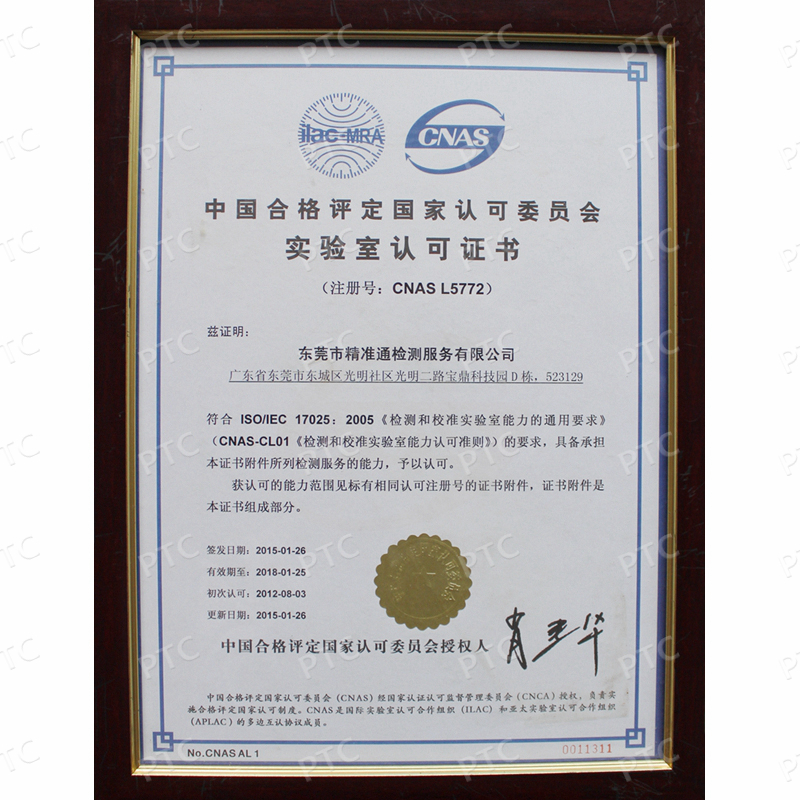 ilac-MRA
CNAS
中国合格评定国家认可委员会
实验室认可证书
（注册号：CNAS L5772）
兹证明：
东莞市精准通检测服务有限公司
广东省东莞市东城区光明社区光明二路宝鼎科技园 D 栋，523129
符合 ISO/IEC 17025：2005《检测和校准实验室能力的通用要求》
（CNAS-CL01《检测和校准实验室能力认可准则》）的要求，具备承担
本证书附件所列检测服务的能力，予以认可。
获认可的能力范围见标有相同认可注册号的证书附件，证书附件是
本证书组成部分。
签发日期：2015-01-26
有效期至：2018-01-25
初次认可：2012-08-03
更新日期：2015-01-26
中国合格评定国家认可委员会授权人
中国合格评定国家认可委员会（CNAS）经国家认证认可监督管理委员会（CNCA）授权，负责实
施合格评定国家认可制度。CNAS是国际实验室认可合作组织（ILAC）和亚太实验室认可合作组织
（APLAC）的多边互认协议成员。
No.CNAS AL 1
0011311
PTC